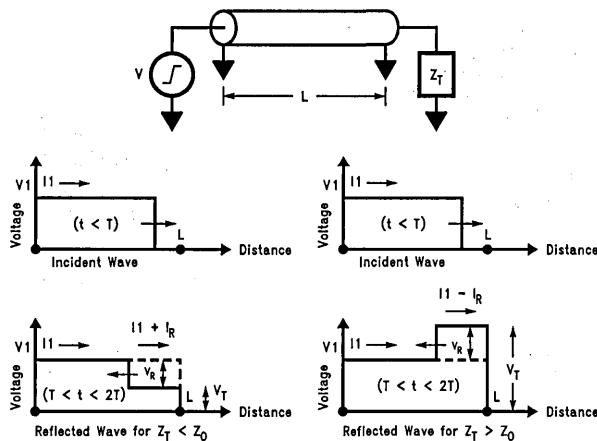 V
Z_T
L
V1 I1
Voltage
(t < T)
L
Distance
Incident Wave
V1 I1
Voltage
(t < T)
L
Distance
Incident Wave
I1 + I_R
V1 I1
Voltage
V_R
(T < t < 2T)
L
V_T
Distance
Reflected Wave for Z_T < Z_O
I1 - I_R
V1 I1
Voltage
V_R
V_T
(T < t < 2T)
L
Distance
Reflected Wave for Z_T > Z_O